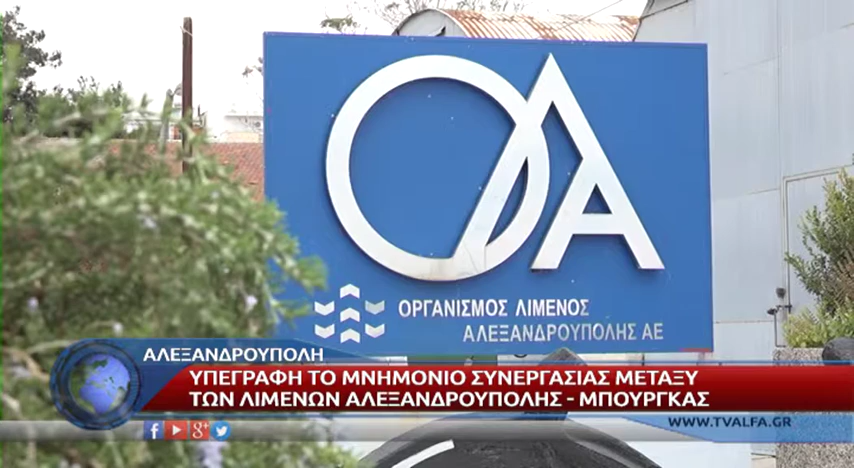 ΟΛΑ
ΟΡΓΑΝΙΣΜΟΣ ΛΙΜΕΝΟΣ
ΑΛΕΞΑΝΔΡΟΥΠΟΛΗΣ ΑΕ
ΑΛΕΞΑΝΔΡΟΥΠΟΛΗ
ΥΠΕΓΡΑΦΗ ΤΟ ΜΝΗΜΟΝΙΟ ΣΥΝΕΡΓΑΣΙΑΣ ΜΕΤΑΞΥ
ΤΩΝ ΛΙΜΕΝΩΝ ΑΛΕΞΑΝΔΡΟΥΠΟΛΗΣ - ΜΠΟΥΡΓΚΑΣ
WWW.TVALFA.GR